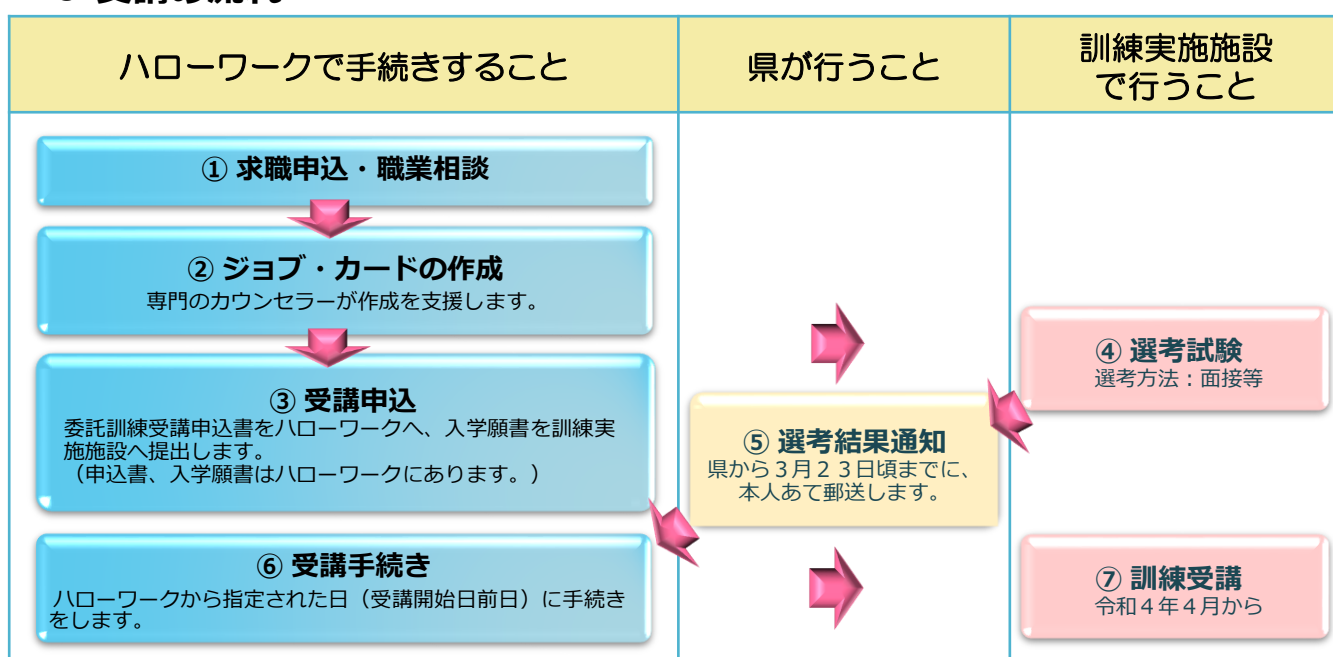 ハローワークで手続きすること
県が行うこと
訓練実施施設
で行うこと
① 求職申込・職業相談
② ジョブ・カードの作成
専門のカウンセラーが作成を支援します。
③ 受講申込
委託訓練受講申込書をハローワークへ、入学願書を訓練実
施施設へ提出します。
（申込書、入学願書はハローワークにあります。）
④ 選考試験
選考方法：面接等
⑤ 選考結果通知
県から３月２３日頃までに、
本人あて郵送します。
⑥ 受講手続き
ハローワークから指定された日（受講開始日前日）に手続き
をします。
⑦ 訓練受講
令和４年４月から